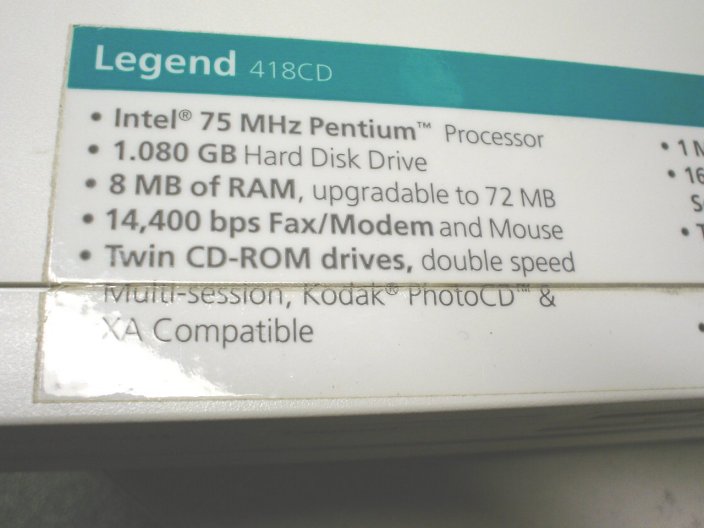 Legend 418CD
• Intel® 75 MHz Pentium™ Processor
• 1.080 GB Hard Disk Drive
• 8 MB of RAM, upgradable to 72 MB
• 14,400 bps Fax/Modem and Mouse
• Twin CD-ROM drives, double speed
Multi-session, Kodak® PhotoCD™ &
XA Compatible
• 1
• 16